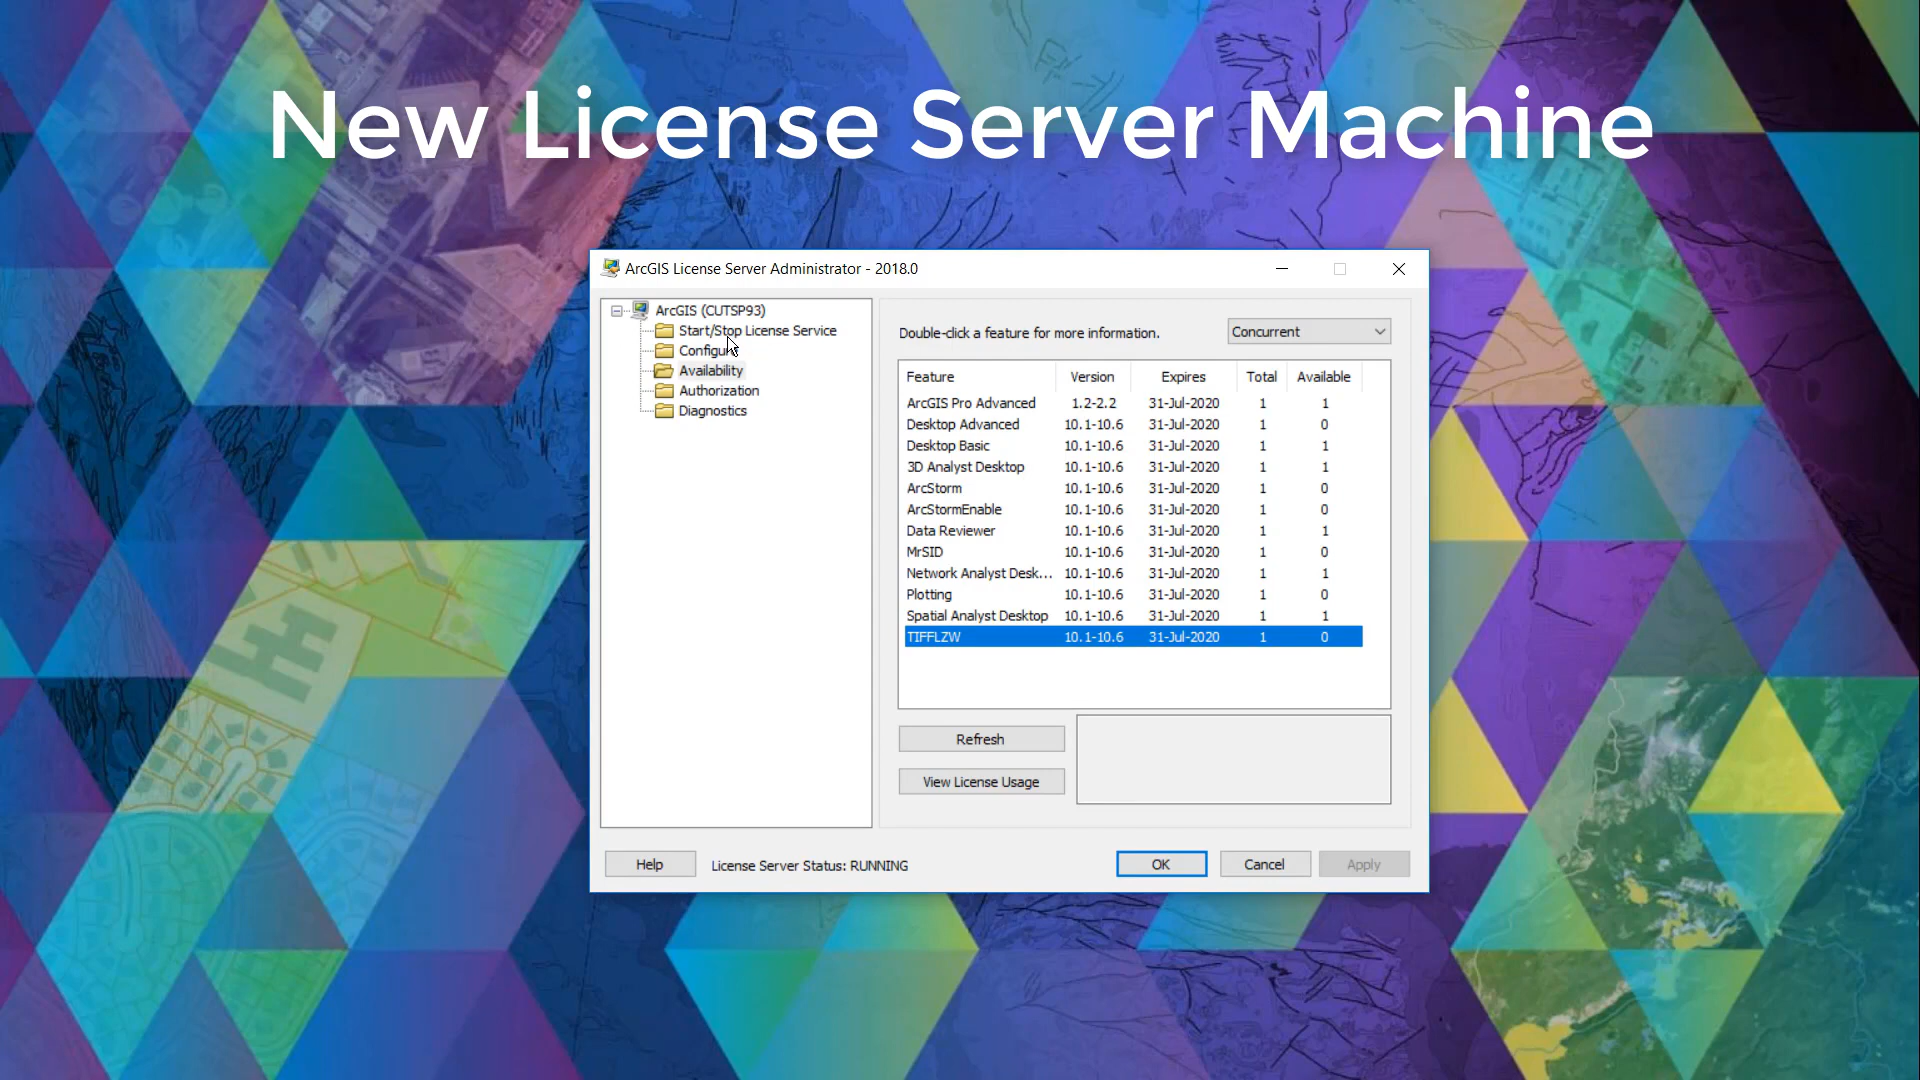 New License Server Machine
ArcGIS License Server Administrator - 2018.0
ArcGIS (CUTSP93)
Start/Stop License Service
Configure
Availability
Authorization
Diagnostics
Double-click a feature for more information.
Concurrent
Feature Version Expires Total Available
ArcGIS Pro Advanced 1.2-2.2 31-Jul-2020 1 1
Desktop Advanced 10.1-10.6 31-Jul-2020 1 0
Desktop Basic 10.1-10.6 31-Jul-2020 1 1
3D Analyst Desktop 10.1-10.6 31-Jul-2020 1 1
ArcStorm 10.1-10.6 31-Jul-2020 1 0
ArcStormEnable 10.1-10.6 31-Jul-2020 1 0
Data Reviewer 10.1-10.6 31-Jul-2020 1 1
MrSID 10.1-10.6 31-Jul-2020 1 0
Network Analyst Desk... 10.1-10.6 31-Jul-2020 1 1
Plotting 10.1-10.6 31-Jul-2020 1 0
Spatial Analyst Desktop 10.1-10.6 31-Jul-2020 1 1
TIFFLZW 10.1-10.6 31-Jul-2020 1 0
Refresh
View License Usage
Help
License Server Status: RUNNING
OK
Cancel
Apply